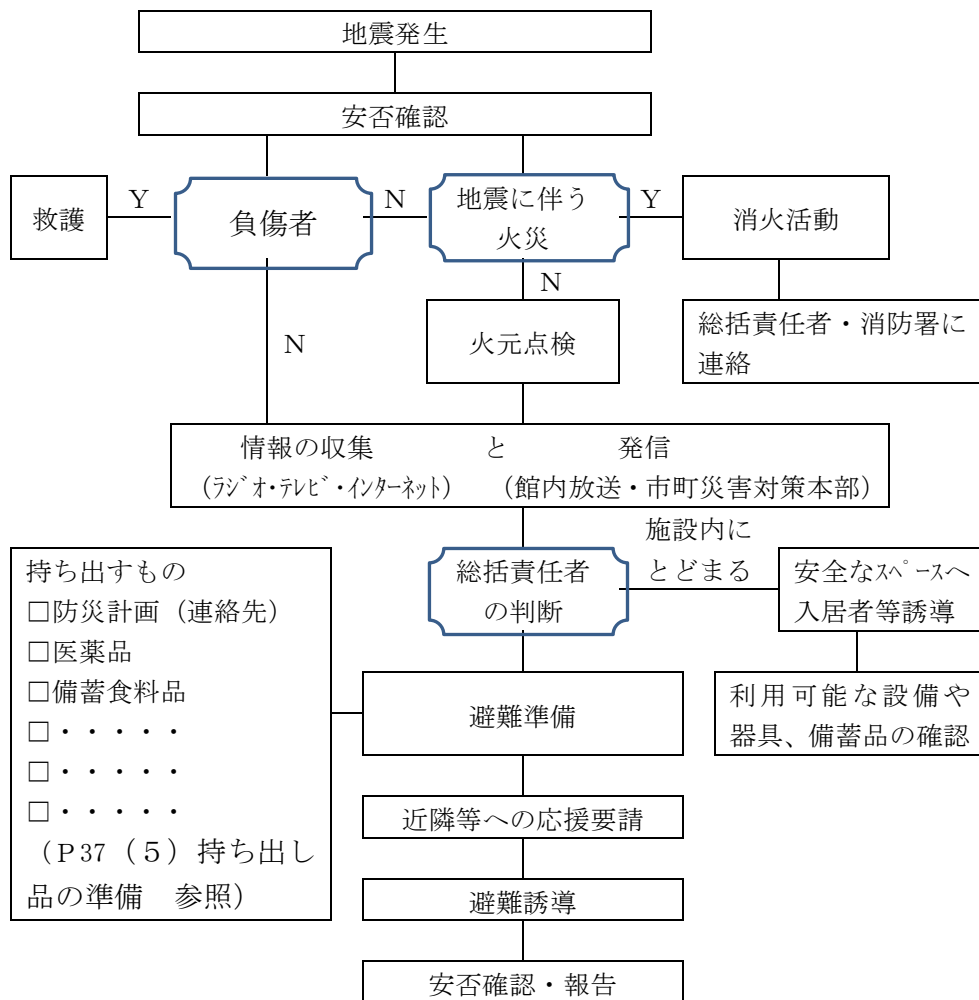 地震発生
安否確認
救護
Y
負傷者
N
地震に伴う
火災
Y
消火活動
N
N
火元点検
総括責任者・消防署に
連絡
情報の収集　と　発信
（ﾗｼﾞｵ･ﾃﾚﾋﾞ･ｲﾝﾀｰﾈｯﾄ）（館内放送・市町災害対策本部）
施設内に
とどまる
総括責任者
の判断
安全なｽﾍﾟｰｽへ
入居者等誘導
利用可能な設備や
器具、備蓄品の確認
持ち出すもの
□防災計画（連絡先）
□医薬品
□備蓄食料品
□・・・・・
□・・・・・
□・・・・・
（P37（５）持ち出し
品の準備　参照）
避難準備
近隣等への応援要請
避難誘導
安否確認・報告